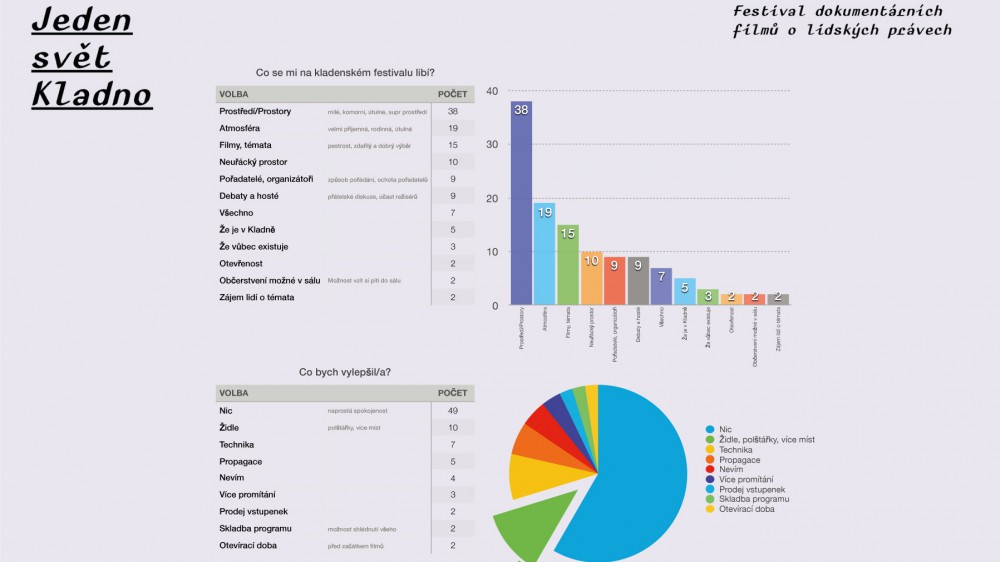 Jeden
svět
Kladno
Festival dokumentárních
filmů o lidských právech
Co se mi na kladenském festivalu líbí?
VOLBA POČET
Prostředí/Prostory milé, komorní, útulné, supr prostředí 38
Atmosféra velmi příjemná, rodinná, útulná 19
Filmy, témata pestrost, zdařilý a dobrý výběr 15
Neuřácký prostor 10
Pořadatelé, organizátoři způsob pořádání, ochota pořadatelů 9
Debaty a hosté přátelské diskuse, účast režisérů 9
Všechno 7
Že je v Kladně 5
Že vůbec existuje 3
Otevřenost 2
Občerstvení možné v sálu Možnost vzít si pití do sálu 2
Zájem lidí o témata 2
40
30
20
10
0
38
19
15
10
9
9
7
5
3
2
2
2
Prostředí/Prostory
Atmosféra
Filmy, témata
Neuřácký prostor
Pořadatelé, organizátoři
Debaty a hosté
Všechno
Že je v Kladně
Že vůbec existuje
Otevřenost
Občerstvení možné v sálu
Zájem lidí o témata
Co bych vylepšil/a?
VOLBA POČET
Nic naprostá spokojenost 49
Židle polštářky, více míst 10
Technika 7
Propagace 5
Nevím 4
Více promítání 3
Prodej vstupenek 2
Skladba programu možnost shlédnutí všeho 2
Otevírací doba před začátkem filmů 2
Nic
Židle, polštářky, více míst
Technika
Propagace
Nevím
Více promítání
Prodej vstupenek
Skladba programu
Otevírací doba